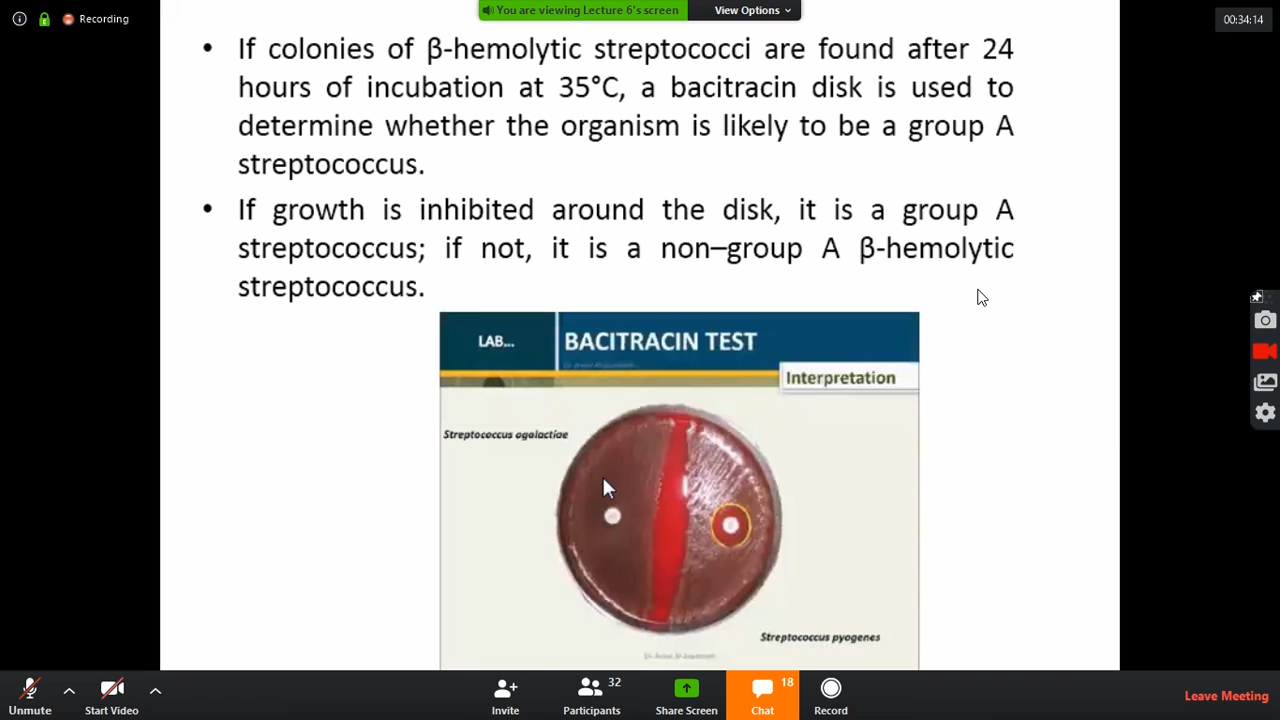 Recording
You are viewing Lecture 6's screen
View Options
00:34:14
• If colonies of β-hemolytic streptococci are found after 24
hours of incubation at 35°C, a bacitracin disk is used to
determine whether the organism is likely to be a group A
streptococcus.
• If growth is inhibited around the disk, it is a group A
streptococcus; if not, it is a non–group A β-hemolytic
streptococcus.
LAB...
BACITRACIN TEST
Interpretation
Streptococcus agalactiae
Streptococcus pyogenes
Unmute
Start Video
Invite
32
Participants
Share Screen
18
Chat
Record
Leave Meeting